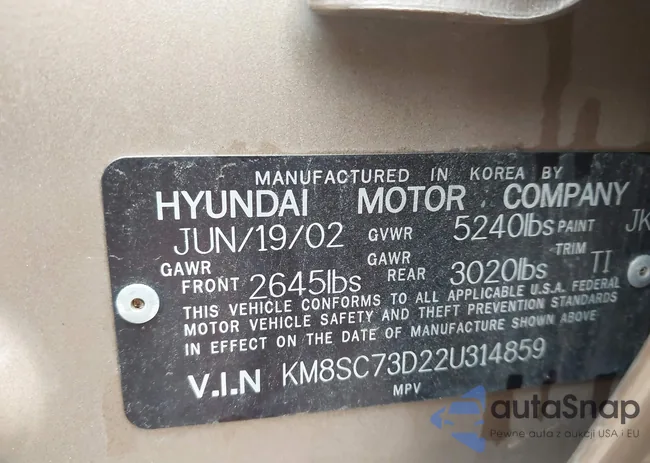 autoSnap
MANUFACTURED IN KOREA BY
HYUNDAI MOTOR COMPANY
JUN/19/02 GVWR 5240lbs PAINT JK
GAWR FRONT 2645lbs GAWR REAR 3020lbs TRIM TI
THIS VEHICLE CONFORMS TO ALL APPLICABLE U.S.A. FEDERAL
MOTOR VEHICLE SAFETY AND THEFT PREVENTION STANDARDS
IN EFFECT ON THE DATE OF MANUFACTURE SHOWN ABOVE
V.I.N KM8SC73D22U314859
MPV
autaSnap
Pewne auta z aukcji USA i EU